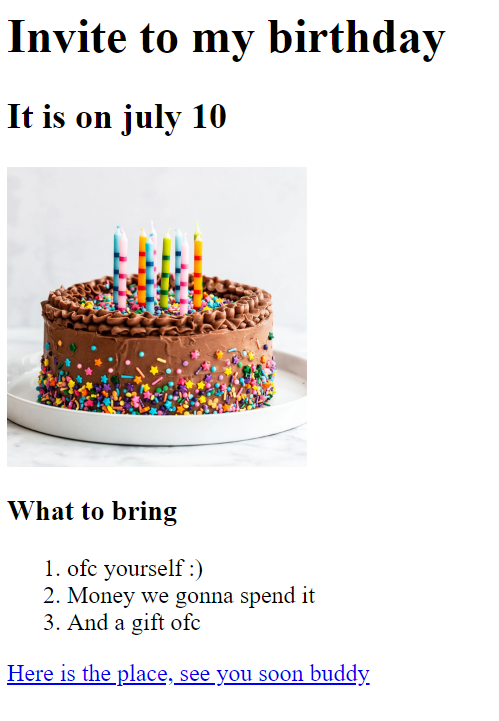 Invite to my birthday
It is on july 10
What to bring
1. ofc yourself :)
2. Money we gonna spend it
3. And a gift ofc
Here is the place, see you soon buddy